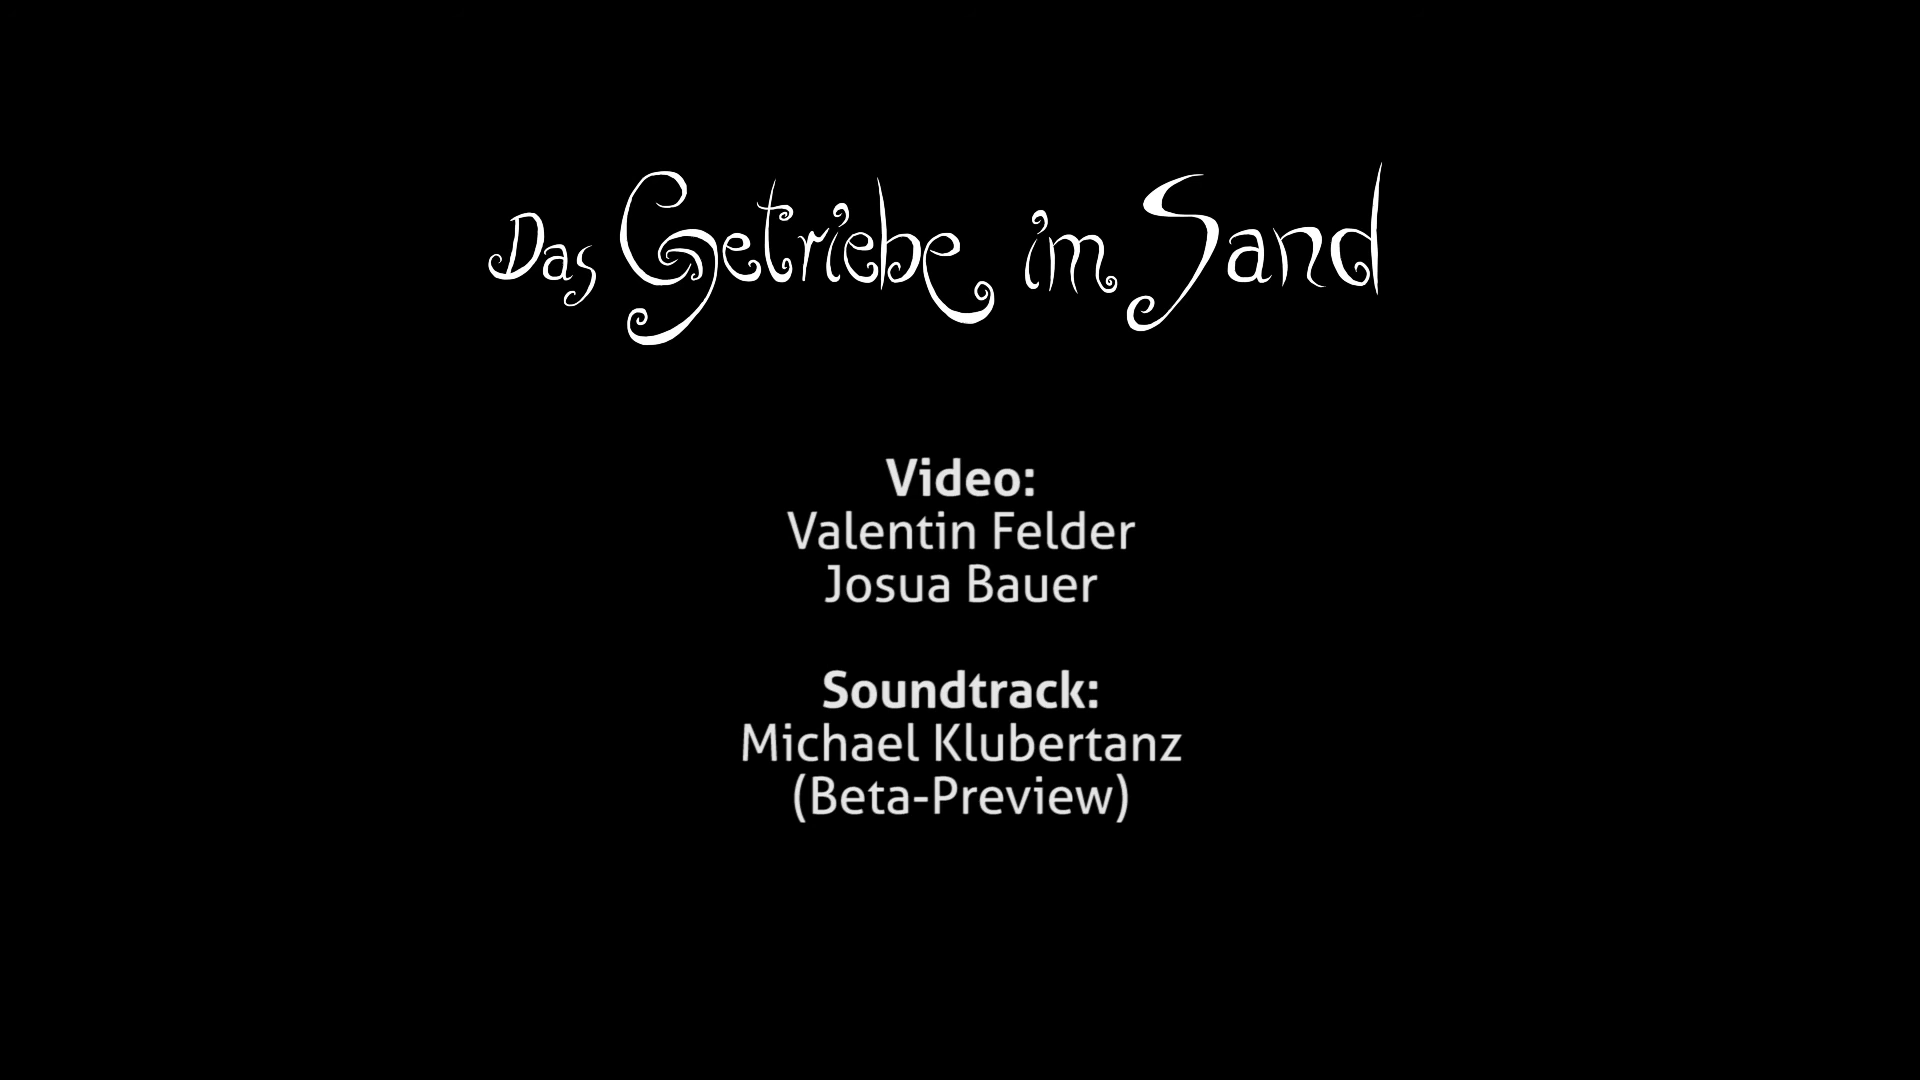 Das Getriebe im Sand
Video:
Valentin Felder
Josua Bauer
Soundtrack:
Michael Klubertanz
(Beta-Preview)